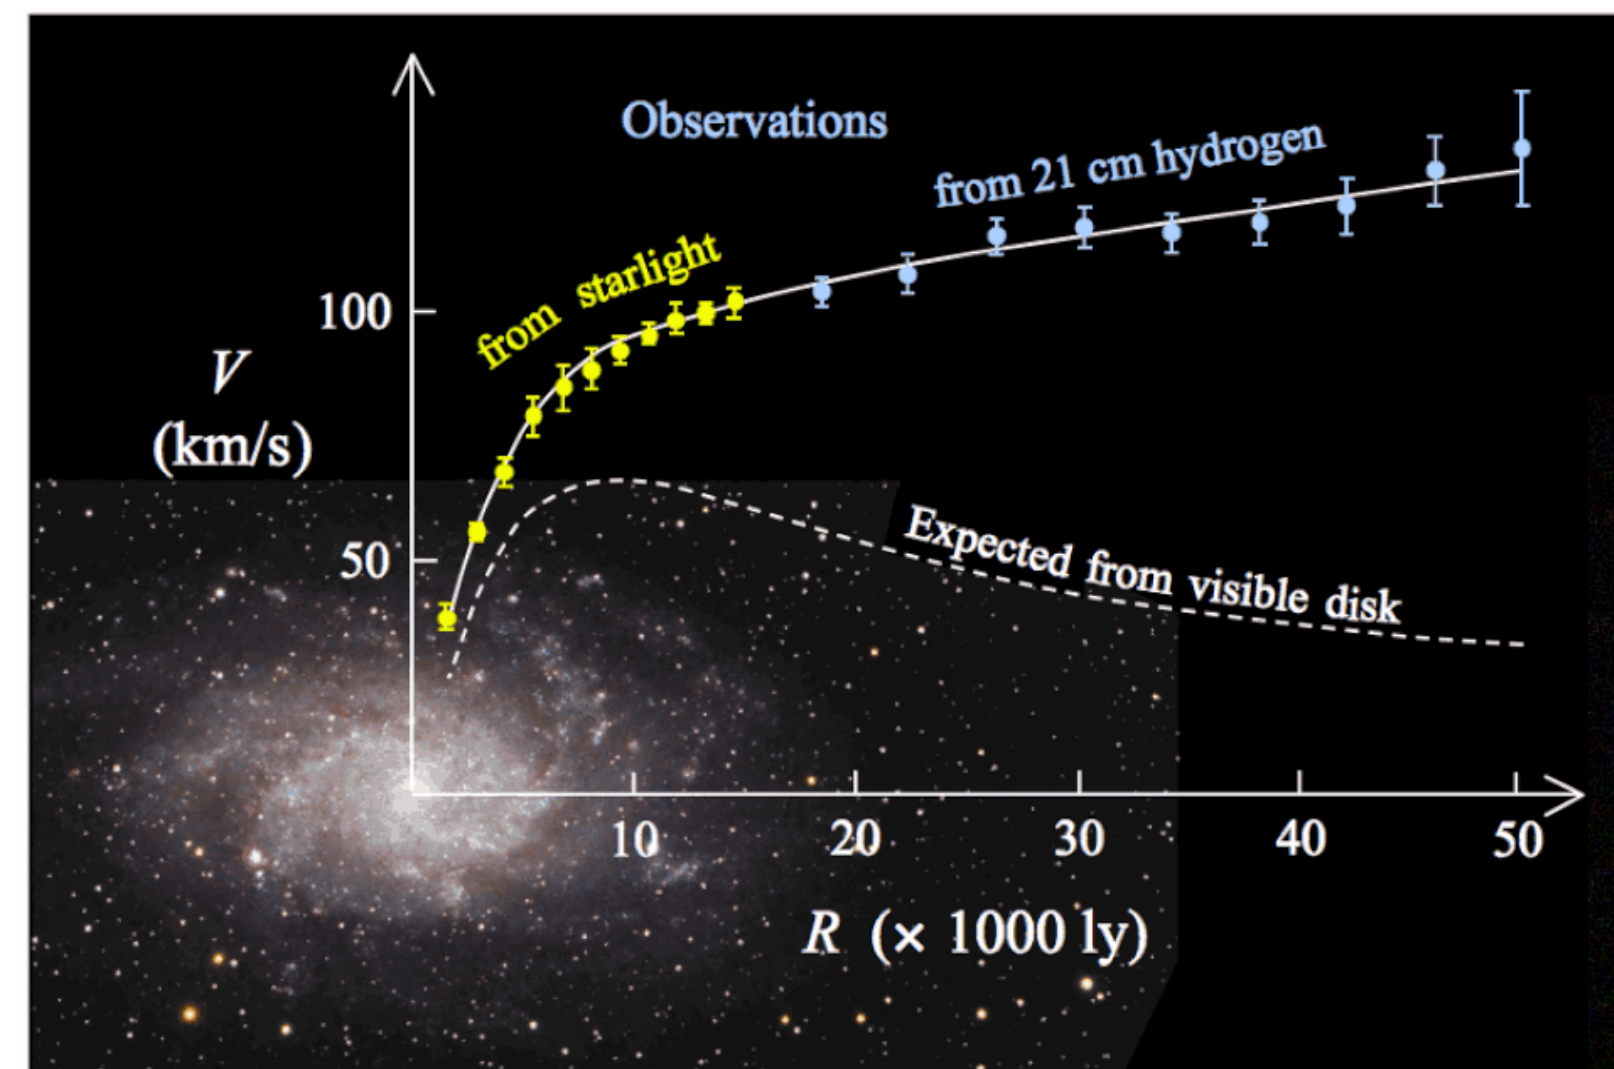 Observations
from 21 cm hydrogen
from starlight
100
V
(km/s)
50
Expected from visible disk
10 20 30 40 50
R (× 1000 ly)